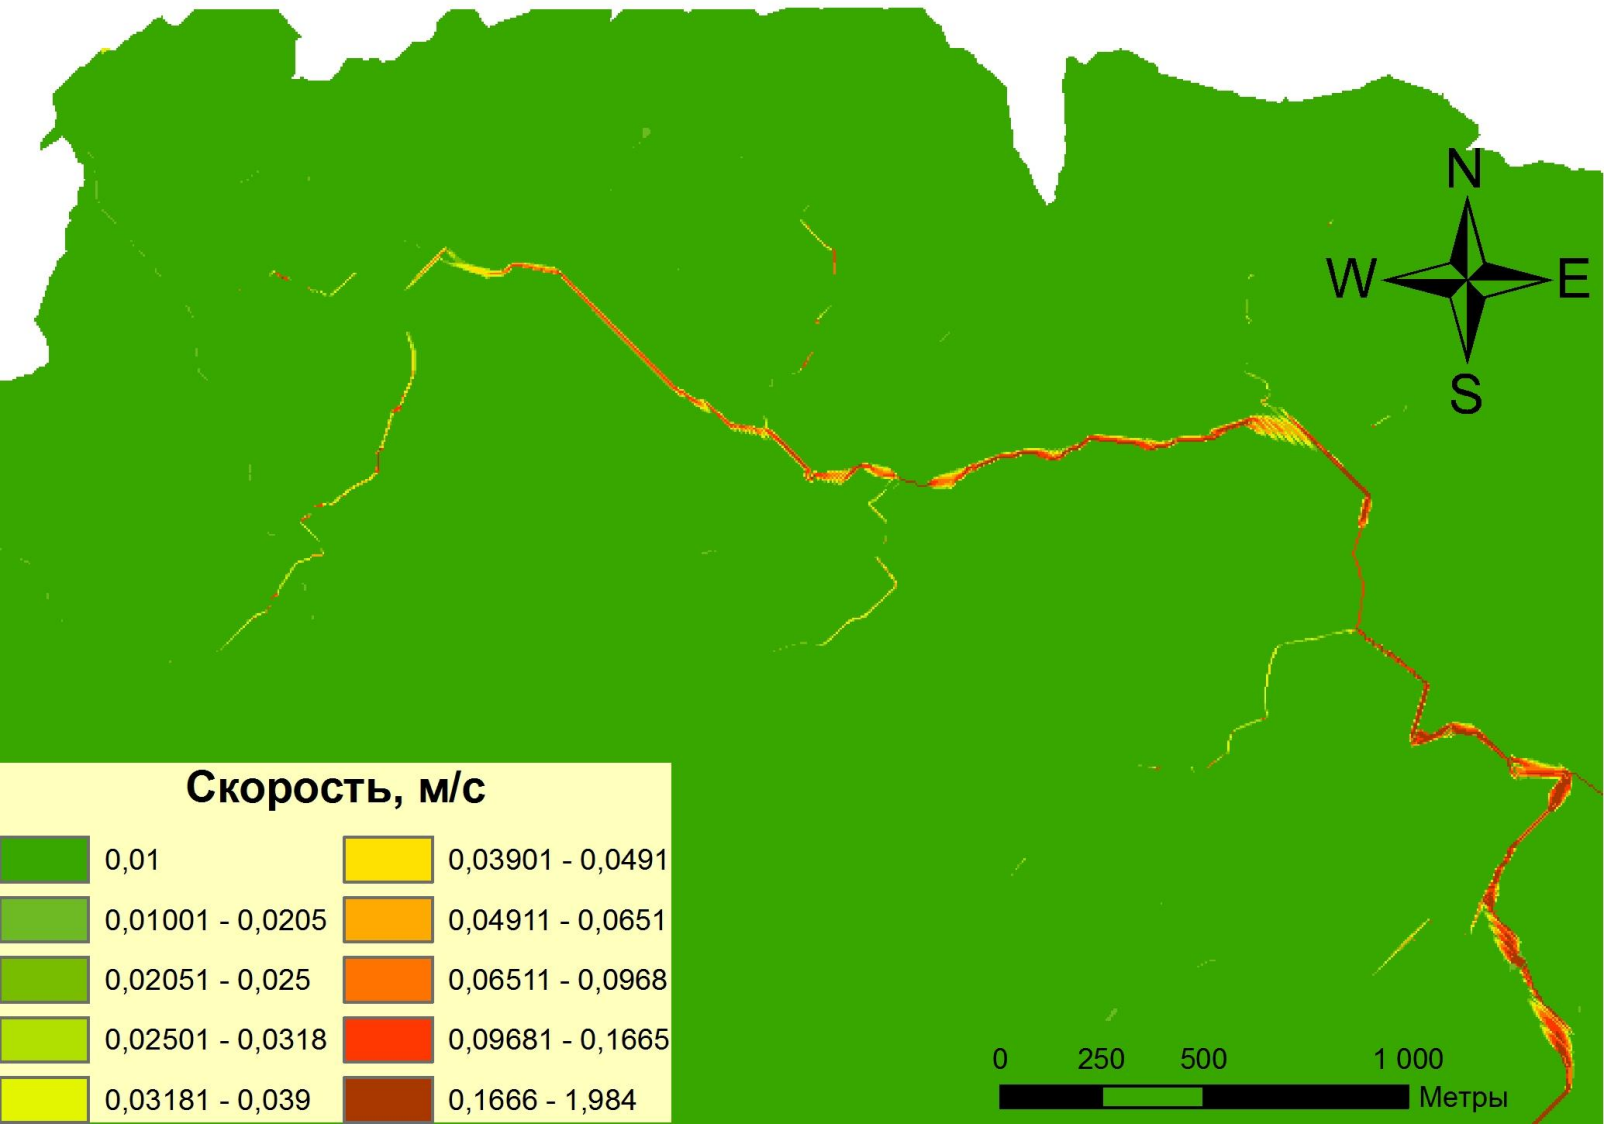 N
W E
S
Скорость, м/с
0,01
0,01001 - 0,0205
0,02051 - 0,025
0,02501 - 0,0318
0,03181 - 0,039
0,03901 - 0,0491
0,04911 - 0,0651
0,06511 - 0,0968
0,09681 - 0,1665
0,1666 - 1,984
0 250 500 1 000
Метры